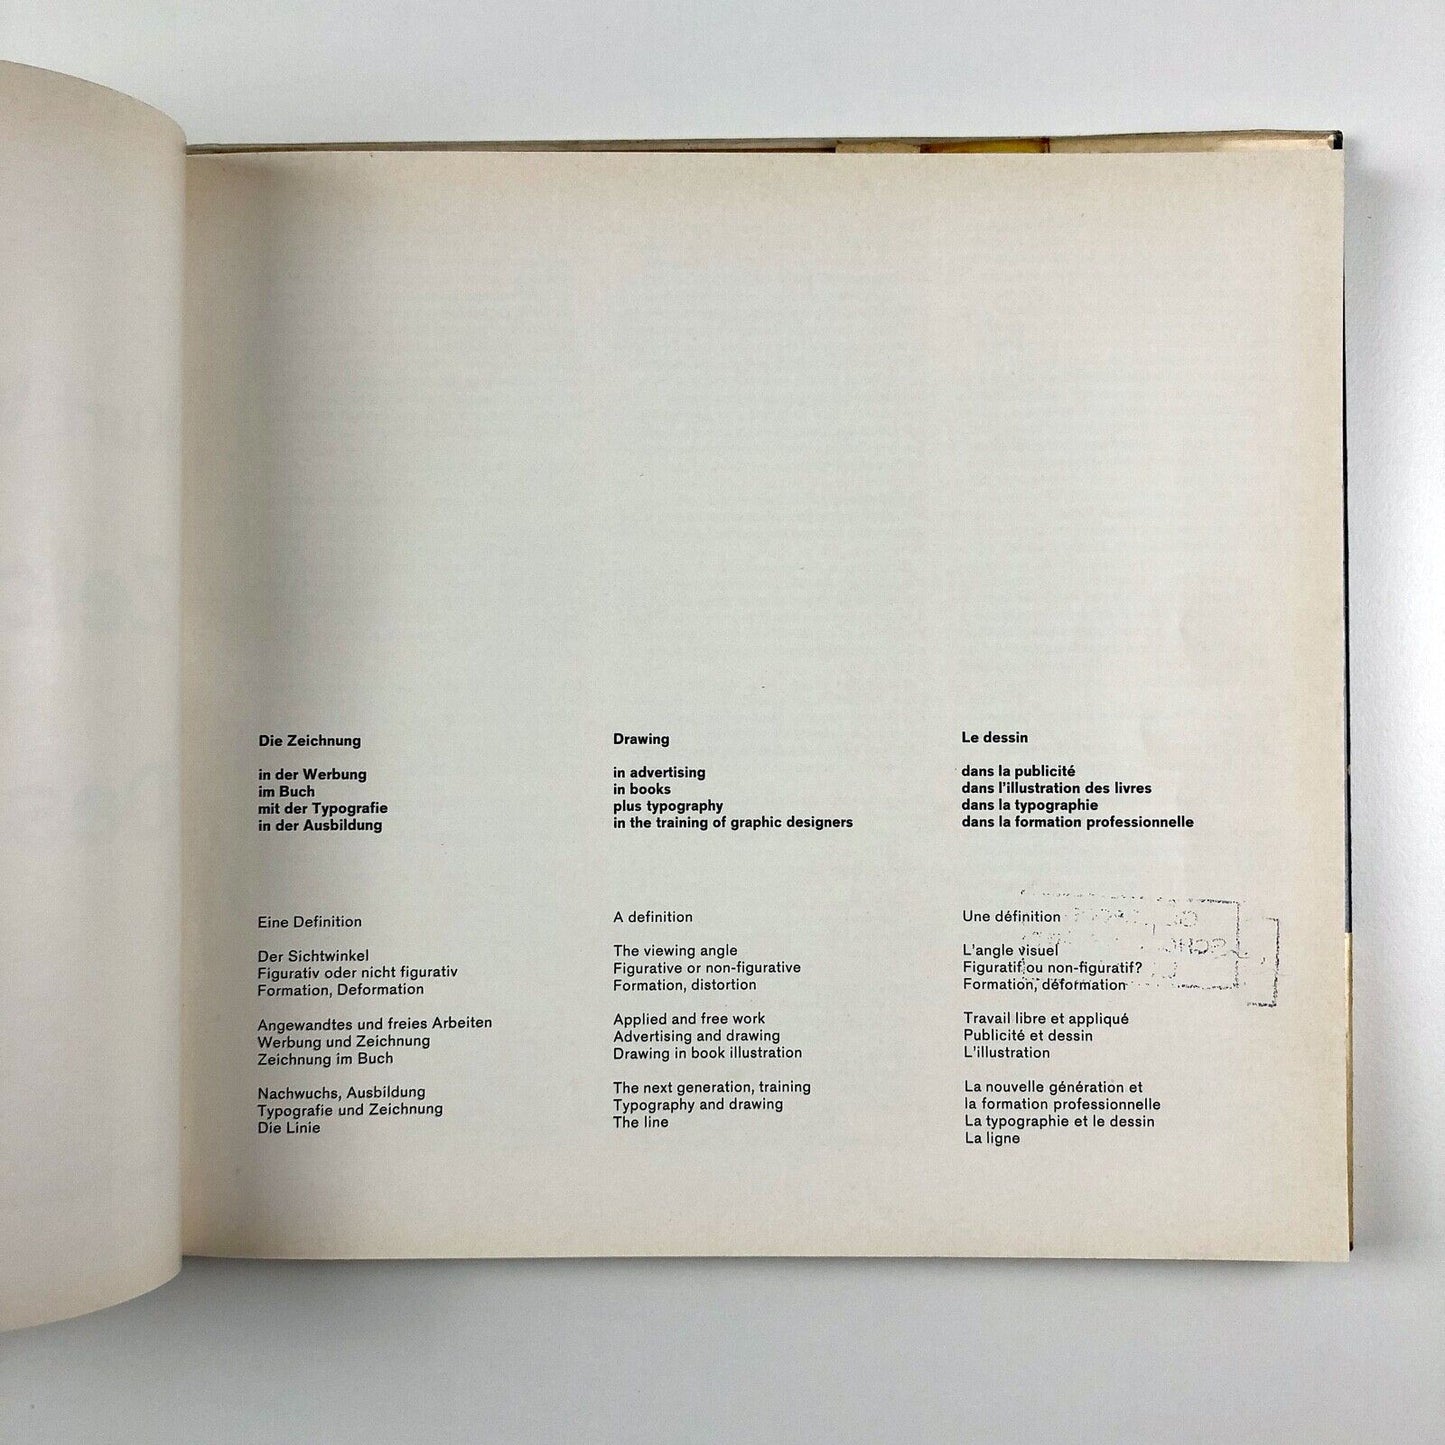 Die Zeichnung
in der Werbung
im Buch
mit der Typografie
in der Ausbildung
Eine Definition
Der Sichtwinkel
Figurativ oder nicht figurativ
Formation, Deformation
Angewandtes und freies Arbeiten
Werbung und Zeichnung
Zeichnung im Buch
Nachwuchs, Ausbildung
Typografie und Zeichnung
Die Linie
Drawing
in advertising
in books
plus typography
in the training of graphic designers
A definition
The viewing angle
Figurative or non-figurative
Formation, distortion
Applied and free work
Advertising and drawing
Drawing in book illustration
The next generation, training
Typography and drawing
The line
Le dessin
dans la publicité
dans l'illustration des livres
dans la typographie
dans la formation professionnelle
Une définition
L'angle visuel
Figuratif ou non-figuratif?
Formation, déformation
Travail libre et appliqué
Publicité et dessin
L'illustration
La nouvelle génération et
la formation professionnelle
La typographie et le dessin
La ligne